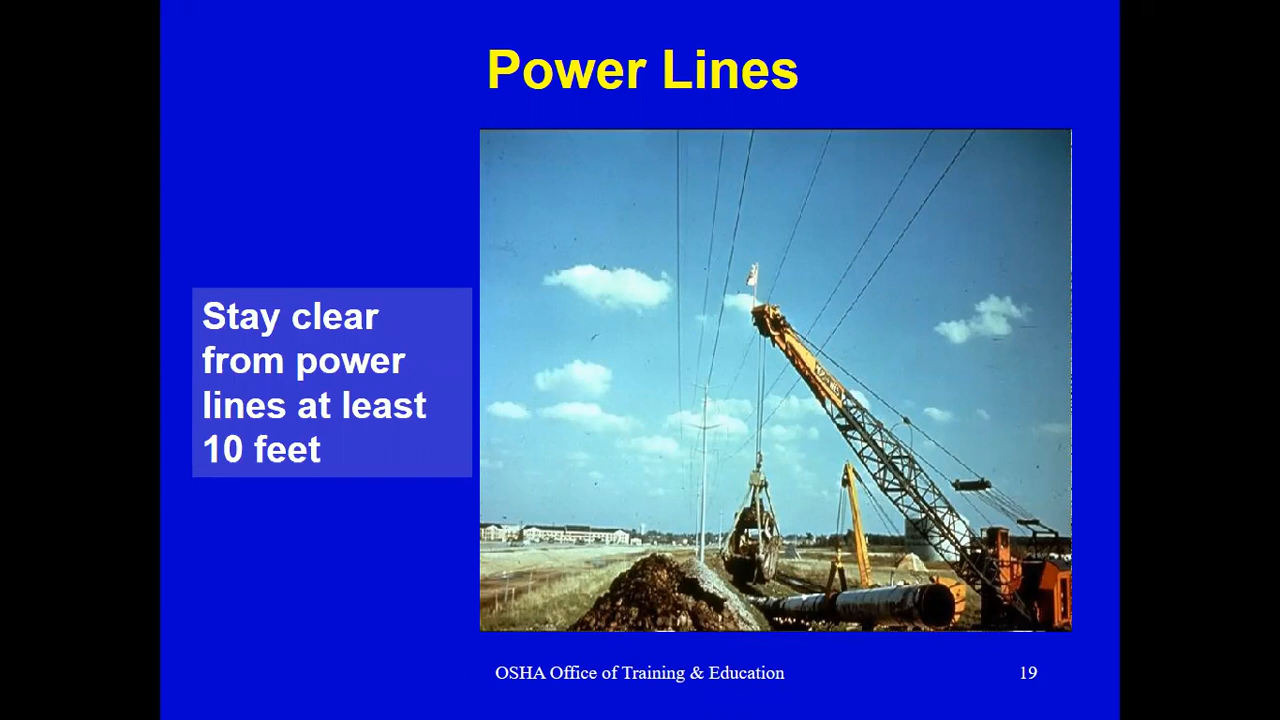 Power Lines
Stay clear
from power
lines at least
10 feet
OSHA Office of Training & Education
19